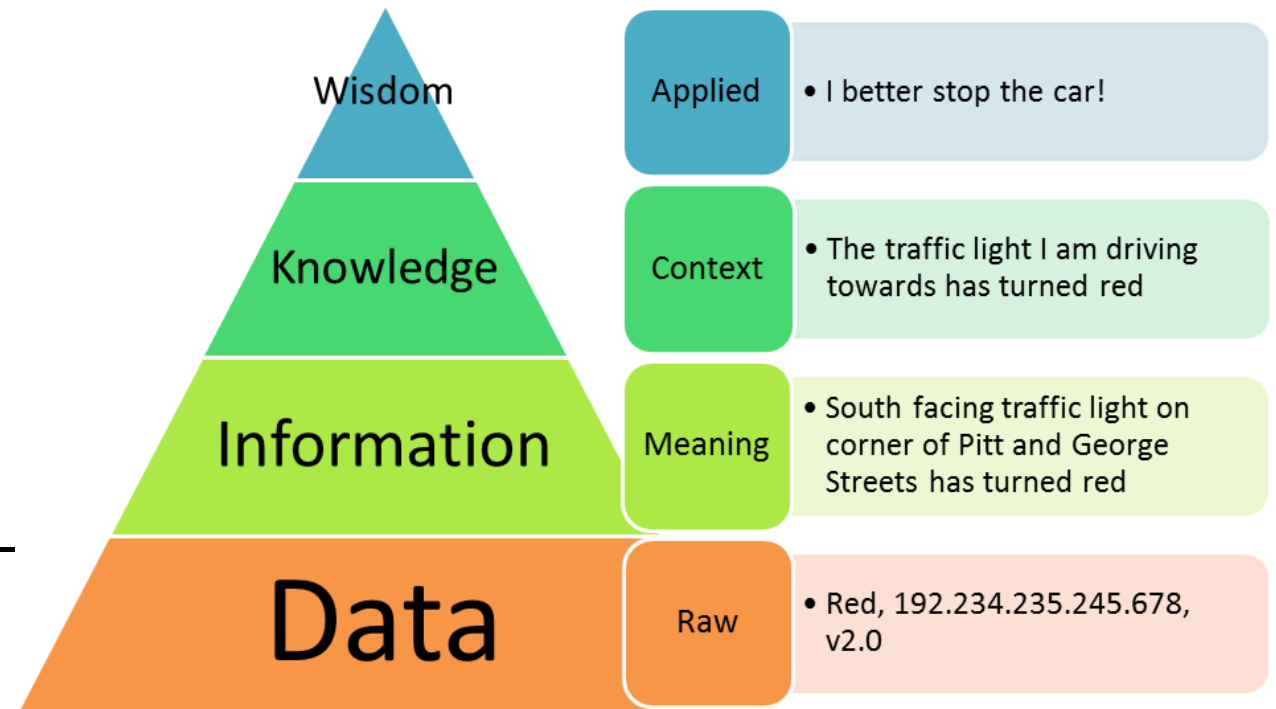 Wisdom
Applied
• I better stop the car!
Knowledge
Context
• The traffic light I am driving
towards has turned red
Information
Meaning
• South facing traffic light on
corner of Pitt and George
Streets has turned red
Data
Raw
• Red, 192.234.235.245.678,
v2.0